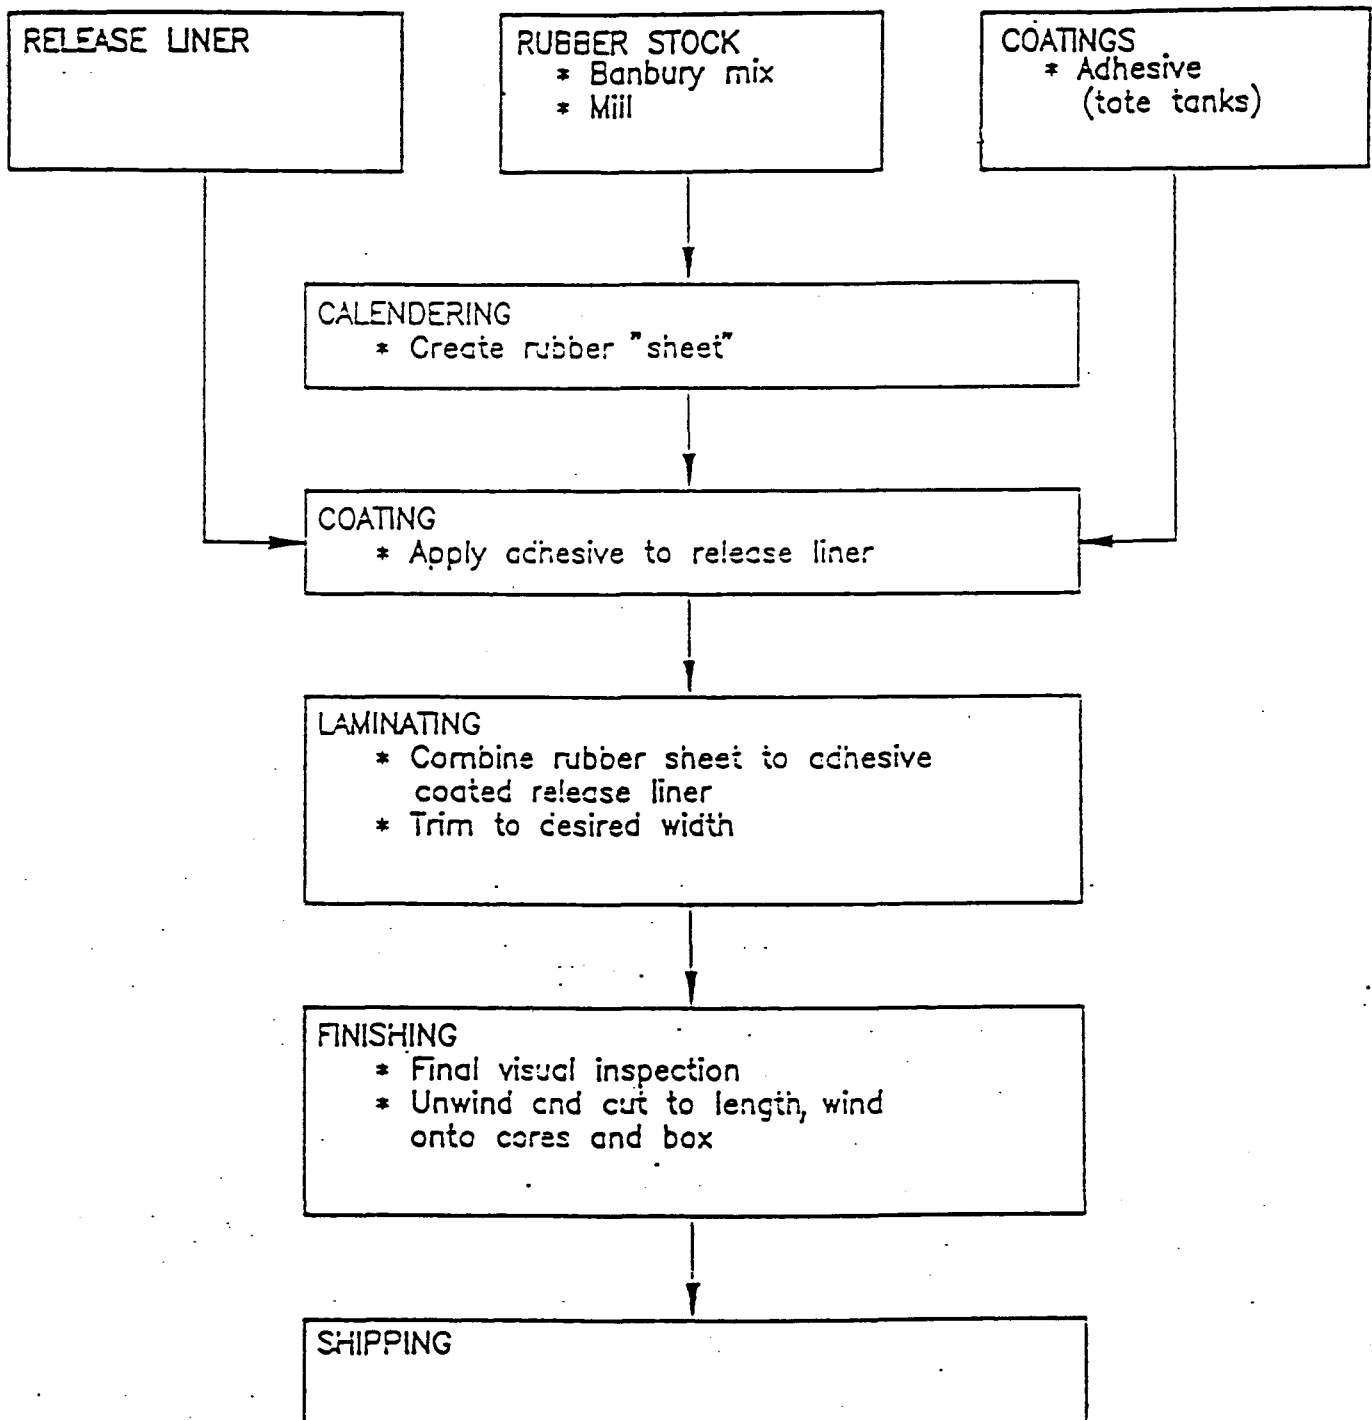 RELEASE LINER
RUBBER STOCK
* Banbury mix
* Mill
COATINGS
* Adhesive
(tote tanks)
CALENDERING
* Create rubber "sheet"
COATING
* Apply adhesive to release liner
LAMINATING
* Combine rubber sheet to adhesive
coated release liner
* Trim to desired width
FINISHING
* Final visual inspection
* Unwind and cut to length, wind
onto cores and box
SHIPPING